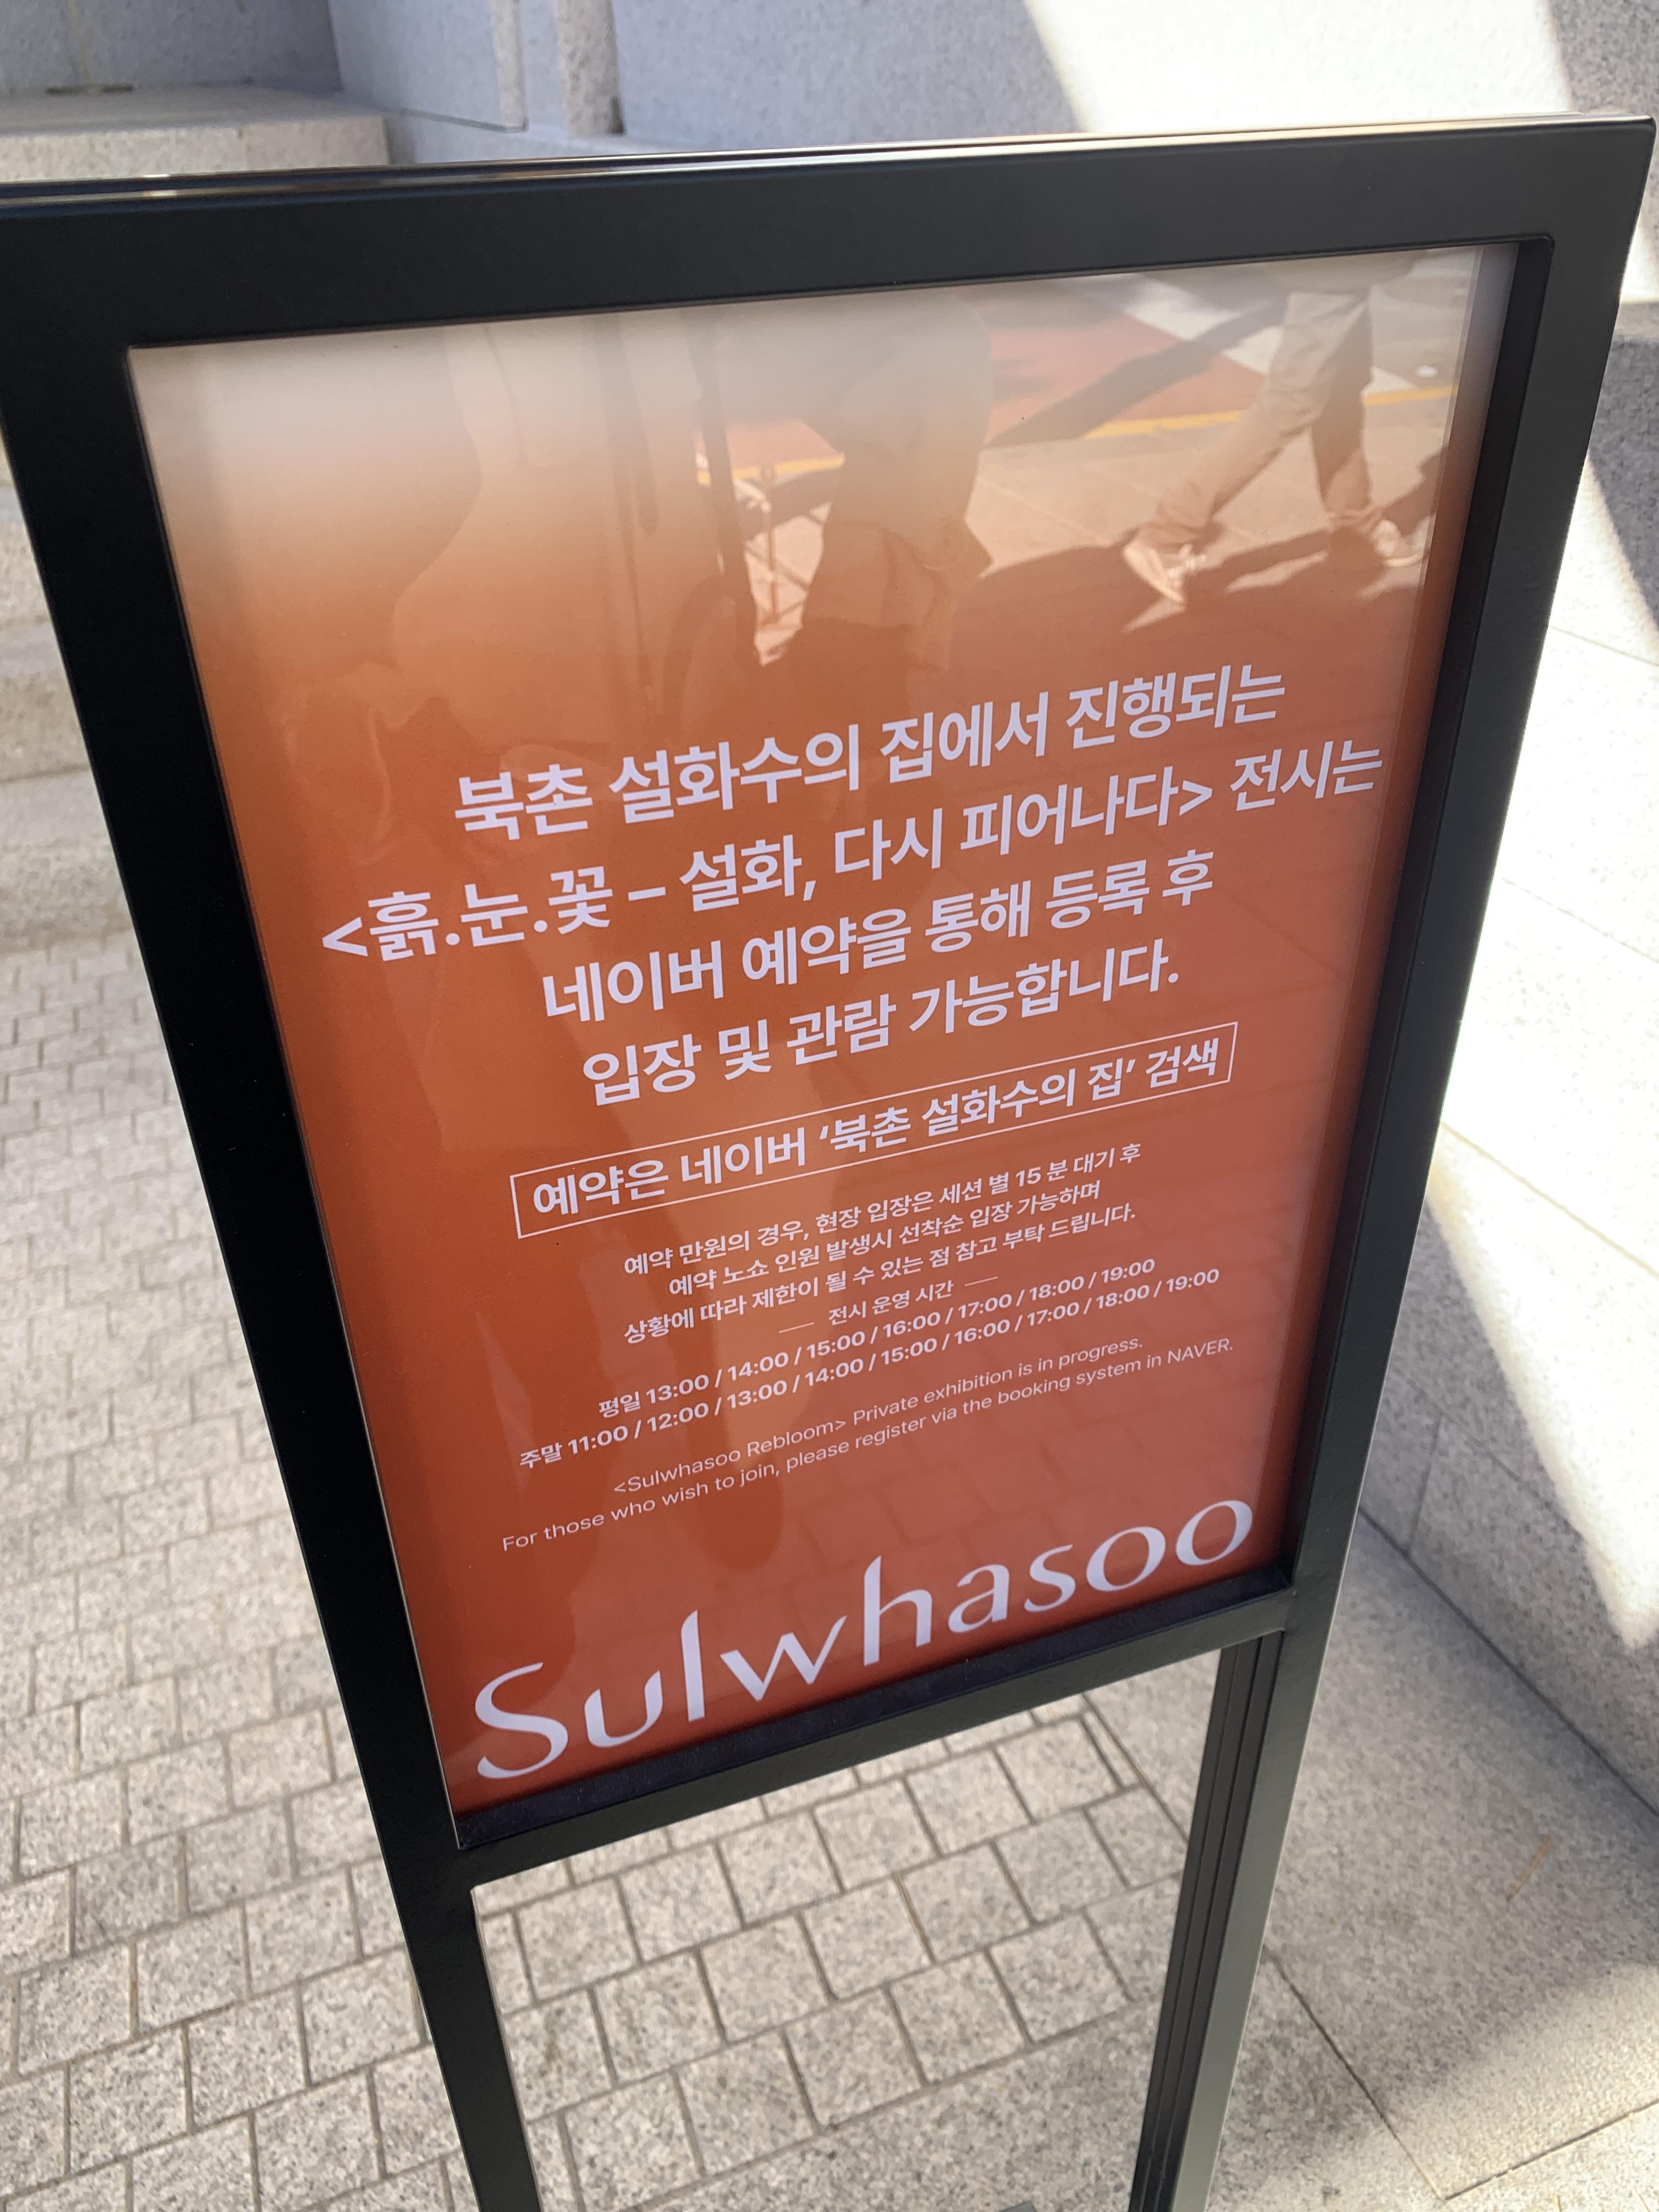 북촌 설화수의 집에서 진행되는
<흙.눈.꽃 – 설화, 다시 피어나다> 전시는
네이버 예약을 통해 등록 후
입장 및 관람 가능합니다.
예약은 네이버 ‘북촌 설화수의 집’ 검색
예약 만원의 경우, 현장 입장은 세션 별 15 분 대기 후
예약 노쇼 인원 발생시 선착순 입장 가능하며
상황에 따라 제한이 될 수 있는 점 참고 부탁 드립니다.
전시 운영 시간
평일 13:00 / 14:00 / 15:00 / 16:00 / 17:00 / 18:00 / 19:00
주말 11:00 / 12:00 / 13:00 / 14:00 / 15:00 / 16:00 / 17:00 / 18:00 / 19:00
<Sulwhasoo Rebloom> Private exhibition is in progress.
For those who wish to join, please register via the booking system in NAVER.
Sulwhasoo